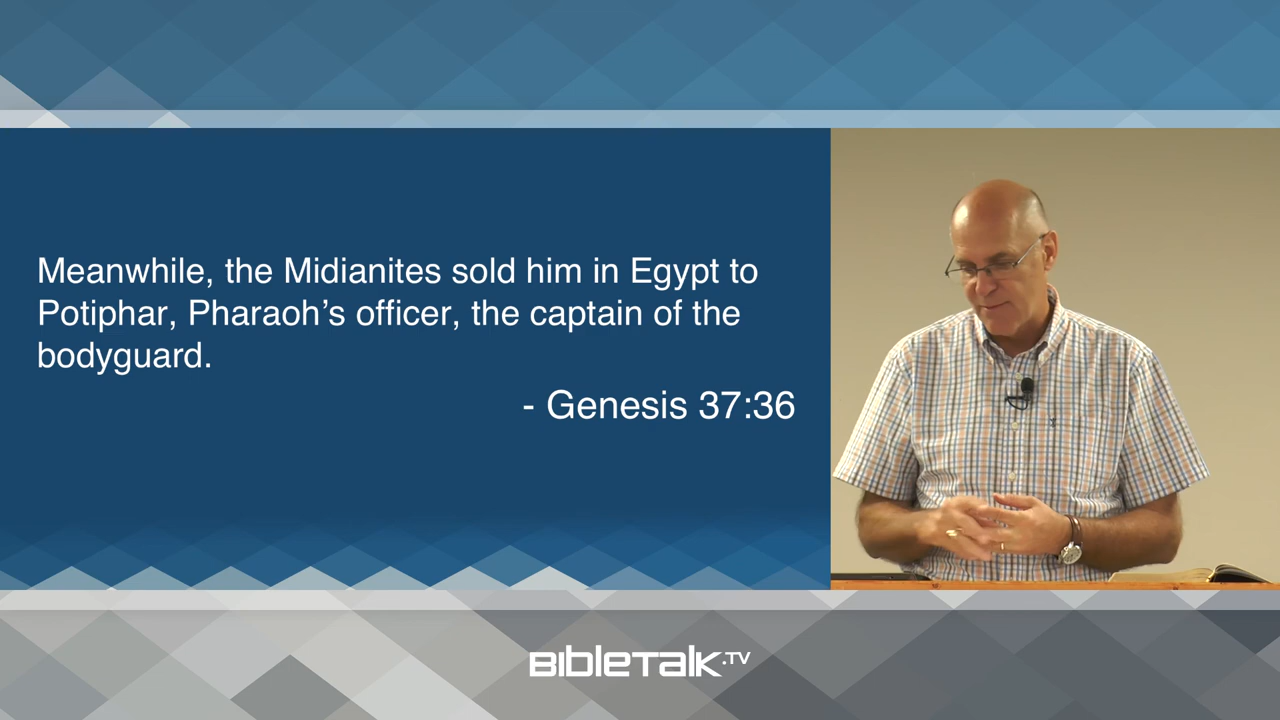 Meanwhile, the Midianites sold him in Egypt to
Potiphar, Pharaoh's officer, the captain of the
bodyguard.
- Genesis 37:36
BIBLETALK.TV